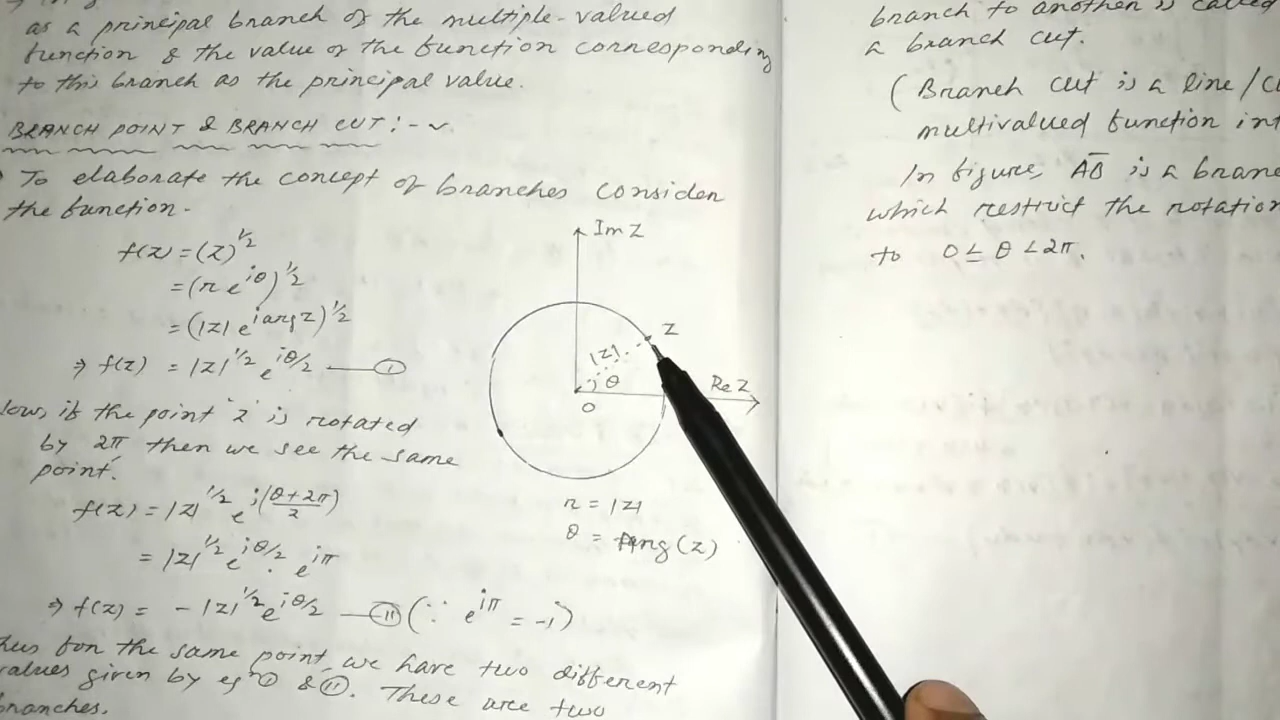 as a principal branch of the multiple-valued
function & the value of the function corresponding
to this branch as the principal value.
BRANCH POINT & BRANCH CUT :-
To elaborate the concept of branches consider
the function-
f(z) = (z)^1/2
= (r e^iθ)^1/2
= (|z| e^i arg z)^1/2
⇒ f(z) = |z|^1/2 e^iθ/2 —— I
Now, if the point 'z' is rotated
by 2π then we see the same
point.
f(z) = |z|^1/2 e^i(θ+2π/2)
= |z|^1/2 e^iθ/2 . e^iπ
⇒ f(z) = -|z|^1/2 e^iθ/2 —— II (∵ e^iπ = -1)
Thus for the same point, we have two different
values given by eq I & II. These are two
branches.
Im z
z
|z|
θ
Re z
O
r = |z|
θ = Arg(z)
branch to another is called
a branch cut.
(Branch cut is a line/
multivalued function
In figure, AB̅ is a
which restrict the rotation
to 0 ≤ θ < 2π.